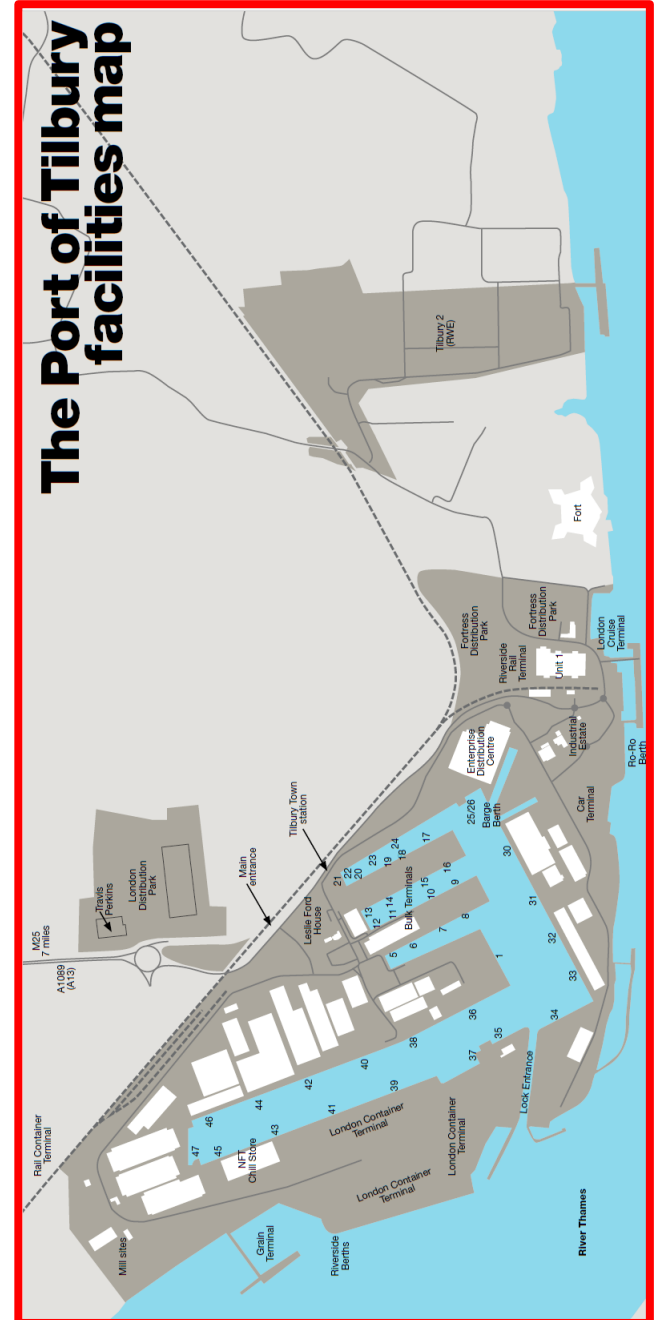 The Port of Tilbury
facilities map
M25
7 miles
A1089
(A13)
Travis
Perkins
London
Distribution
Park
Main
entrance
Tilbury Town
station
Leslie Ford
House
Rail Container
Terminal
Mill sites
Grain
Terminal
Riverside
Berths
NFT
Chill Store
London Container
Terminal
London Container
Terminal
London Container
Terminal
Lock Entrance
River Thames
Bulk Terminals
Enterprise
Distribution
Centre
25/26
Barge
Berth
Car
Terminal
Industrial
Estate
Ro-Ro
Berth
London
Cruise
Terminal
Unit 1
Riverside
Rail
Terminal
Fortress
Distribution
Park
Fortress
Distribution
Park
Fort
Tilbury 2
(RWE)
47
46
45
44
43
42
41
40
39
38
37
36
35
34
33
32
31
30
1
5
6
7
8
9
10
15
16
11
14
12
13
17
18
24
19
23
20
22
21